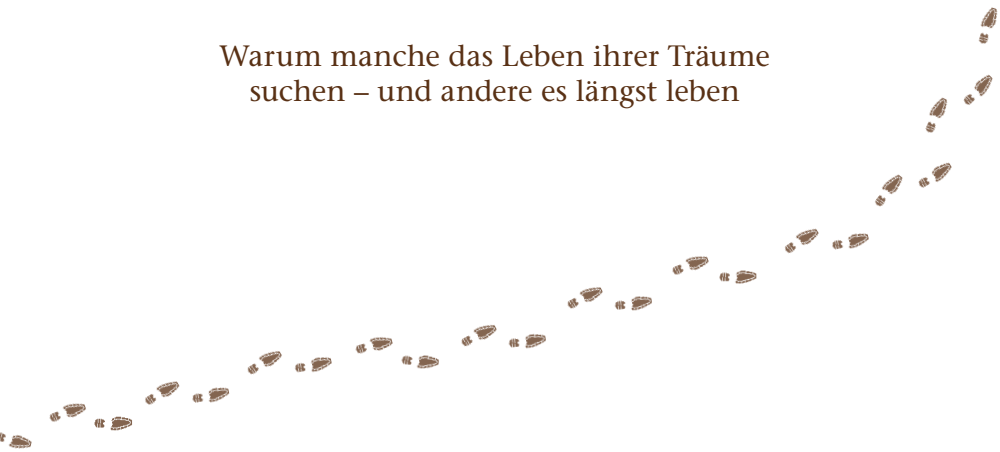 Warum manche das Leben ihrer Träume
suchen – und andere es längst leben